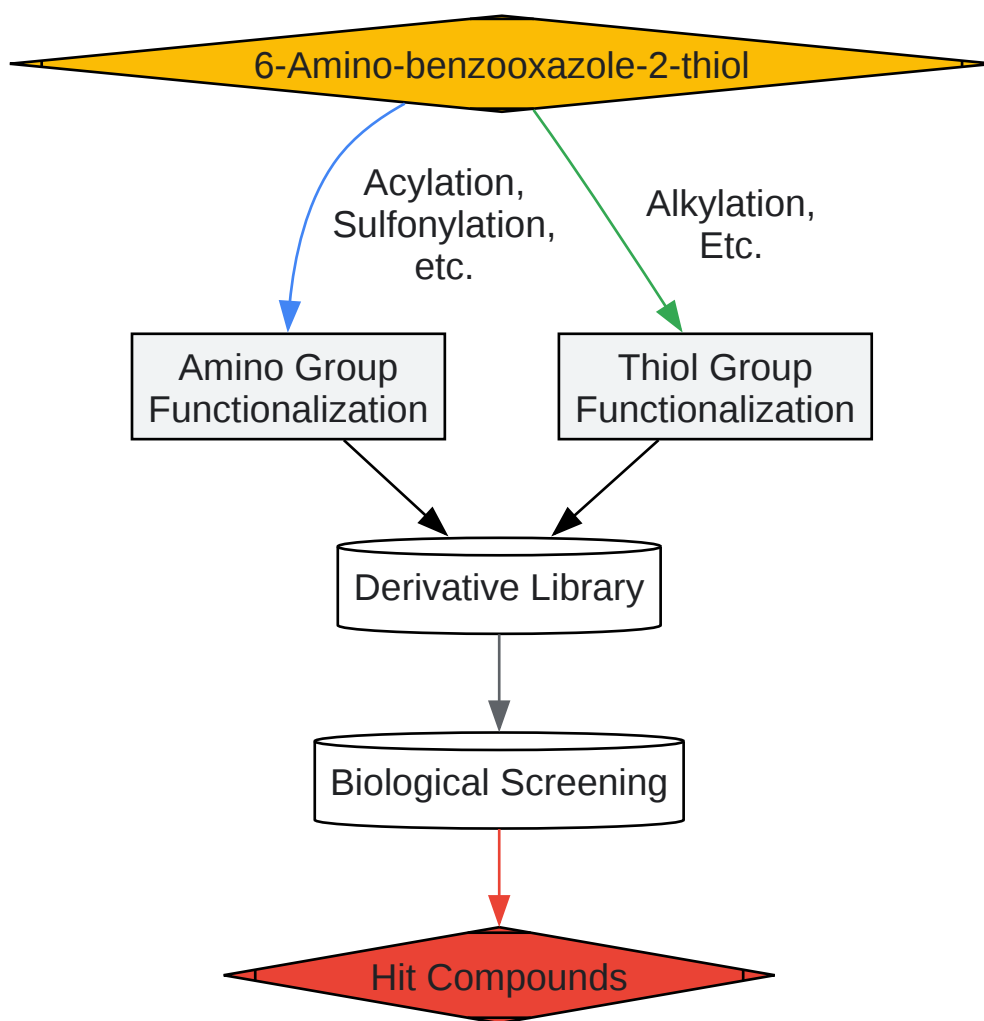 6-Amino-benzooxazole-2-thiol
Acylation,
Sulfonylation,
etc.
Alkylation,
Etc.
Amino Group
Functionalization
Thiol Group
Functionalization
Derivative Library
Biological Screening
Hit Compounds